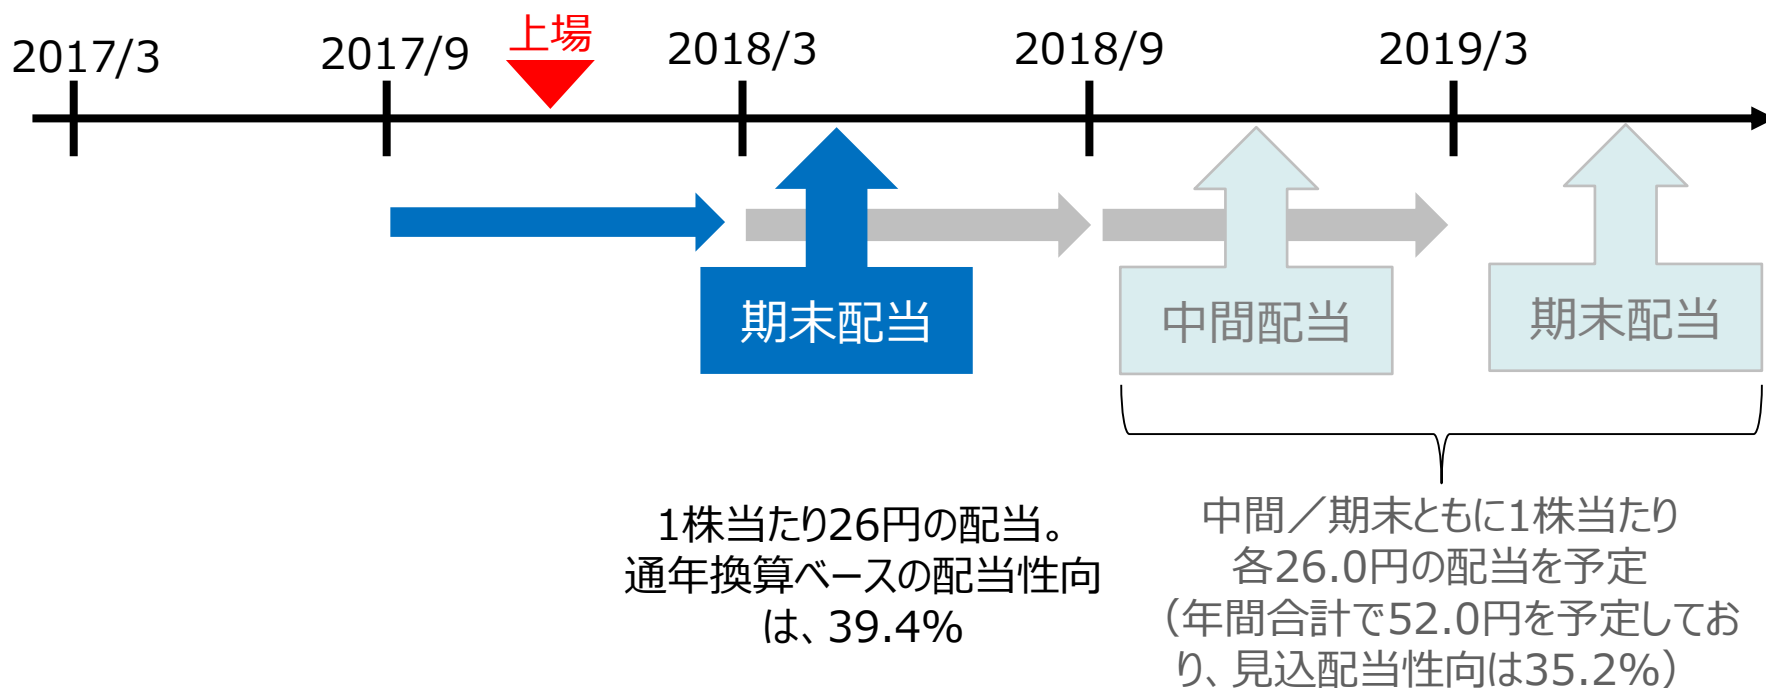 2017/3
2017/9
上場
2018/3
2018/9
2019/3
期末配当
中間配当
期末配当
1株当たり26円の配当。
通年換算ベースの配当性向
は、39.4%
中間／期末ともに1株当たり
各26.0円の配当を予定
（年間合計で52.0円を予定してお
り、見込配当性向は35.2%）